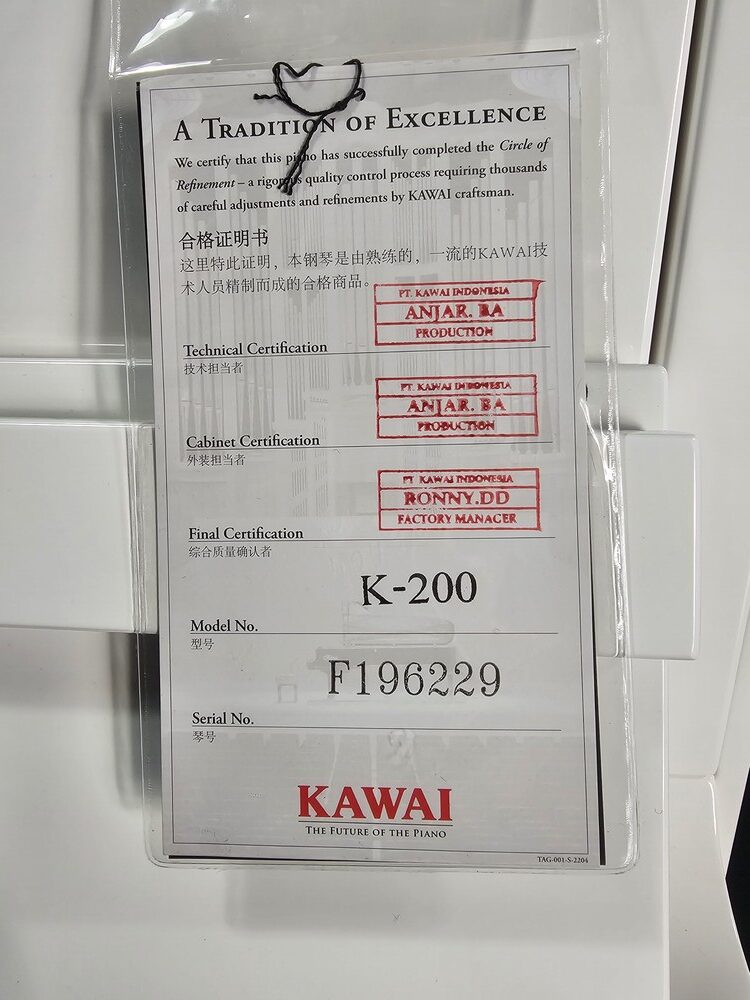 A Tradition of Excellence
We certify that this piano has successfully completed the Circle of
Refinement – a rigorous quality control process requiring thousands
of careful adjustments and refinements by KAWAI craftsman.
合格证明书
这里特此证明，本钢琴是由熟练的，一流的KAWAI技
术人员精制而成的合格商品。
PT. KAWAI INDONESIA
ANJAR. BA
PRODUCTION
Technical Certification
技术担当者
PT. KAWAI INDONESIA
ANJAR. BA
PRODUCTION
Cabinet Certification
外装担当者
PT KAWAI INDONESIA
RONNY.DD
FACTORY MANAGER
Final Certification
综合质量确认者
K-200
Model No.
型号
F196229
Serial No.
琴号
KAWAI
The Future of the Piano
TAG-001-S-2204